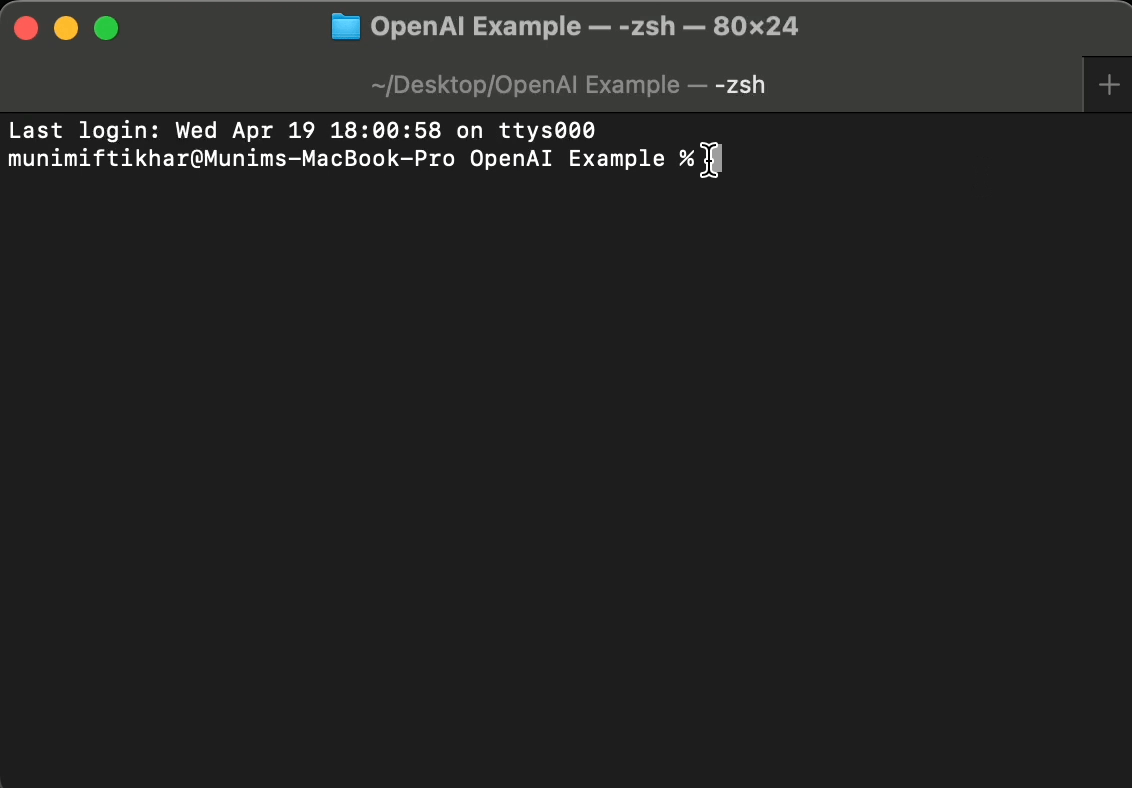 OpenAI Example — -zsh — 80×24
~/Desktop/OpenAI Example — -zsh
Last login: Wed Apr 19 18:00:58 on ttys000
munimiftikhar@Munims-MacBook-Pro OpenAI Example %